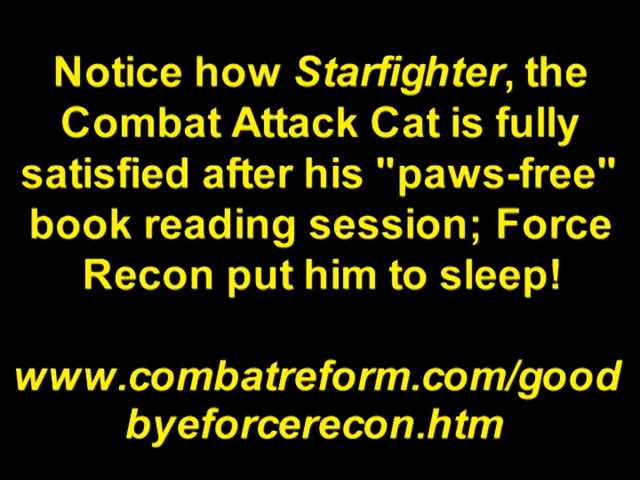 Notice how Starfighter, the
Combat Attack Cat is fully
satisfied after his "paws-free"
book reading session; Force
Recon put him to sleep!
www.combatreform.com/good
byeforcerecon.htm